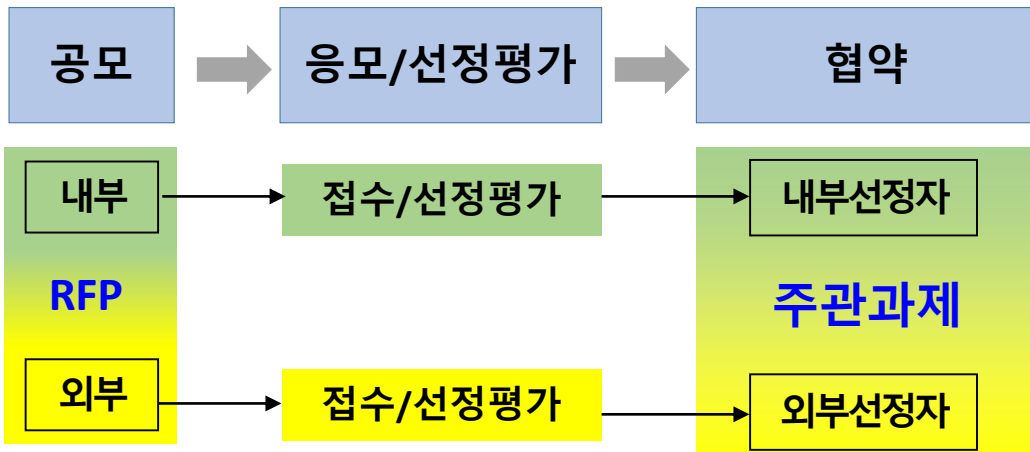 공모
응모/선정평가
협약
내부
접수/선정평가
내부선정자
RFP
주관과제
외부
접수/선정평가
외부선정자